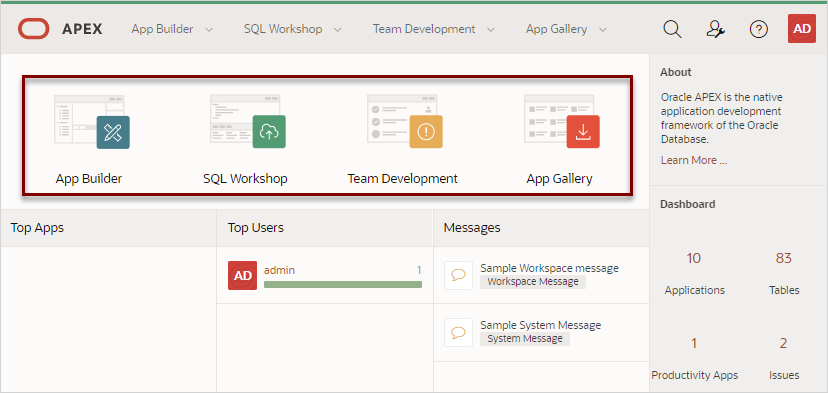 APEX App Builder SQL Workshop Team Development App Gallery AD
App Builder SQL Workshop Team Development App Gallery
About
Oracle APEX is the native
application development
framework of the Oracle
Database.
Learn More ...
Top Apps
Top Users
AD admin 1
Messages
Sample Workspace message
Workspace Message
Sample System Message
System Message
Dashboard
10 83
Applications Tables
1 2
Productivity Apps Issues